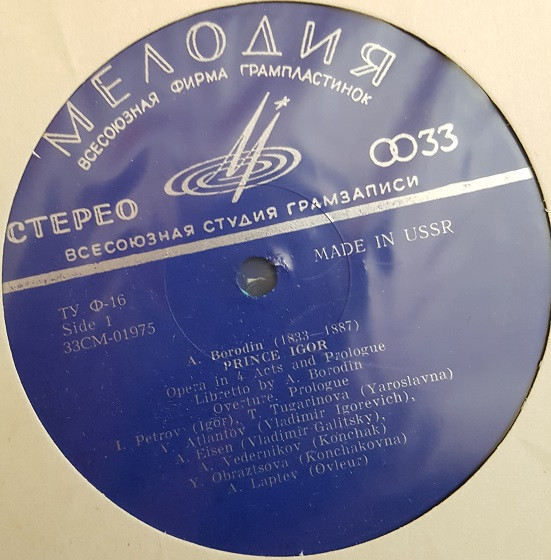 МЕЛОДИЯ
ВСЕСОЮЗНАЯ ФИРМА ГРАМПЛАСТИНОК
33
СТЕРЕО
ВСЕСОЮЗНАЯ СТУДИЯ ГРАМЗАПИСИ
MADE IN USSR
ТУ Ф-16
Side 1
33СМ-01975
A. Borodin (1833—1887)
PRINCE IGOR
Opera in 4 Acts and Prologue
Libretto by A. Borodin
Overture. Prologue
I. Petrov (Igor), T. Tugarinova (Yaroslavna)
V. Atlantov (Vladimir Igorevich),
A. Eisen (Vladimir Galitsky),
A. Vedernikov (Konchak)
Y. Obraztsova (Konchakovna)
A. Laptev (Ovleur)